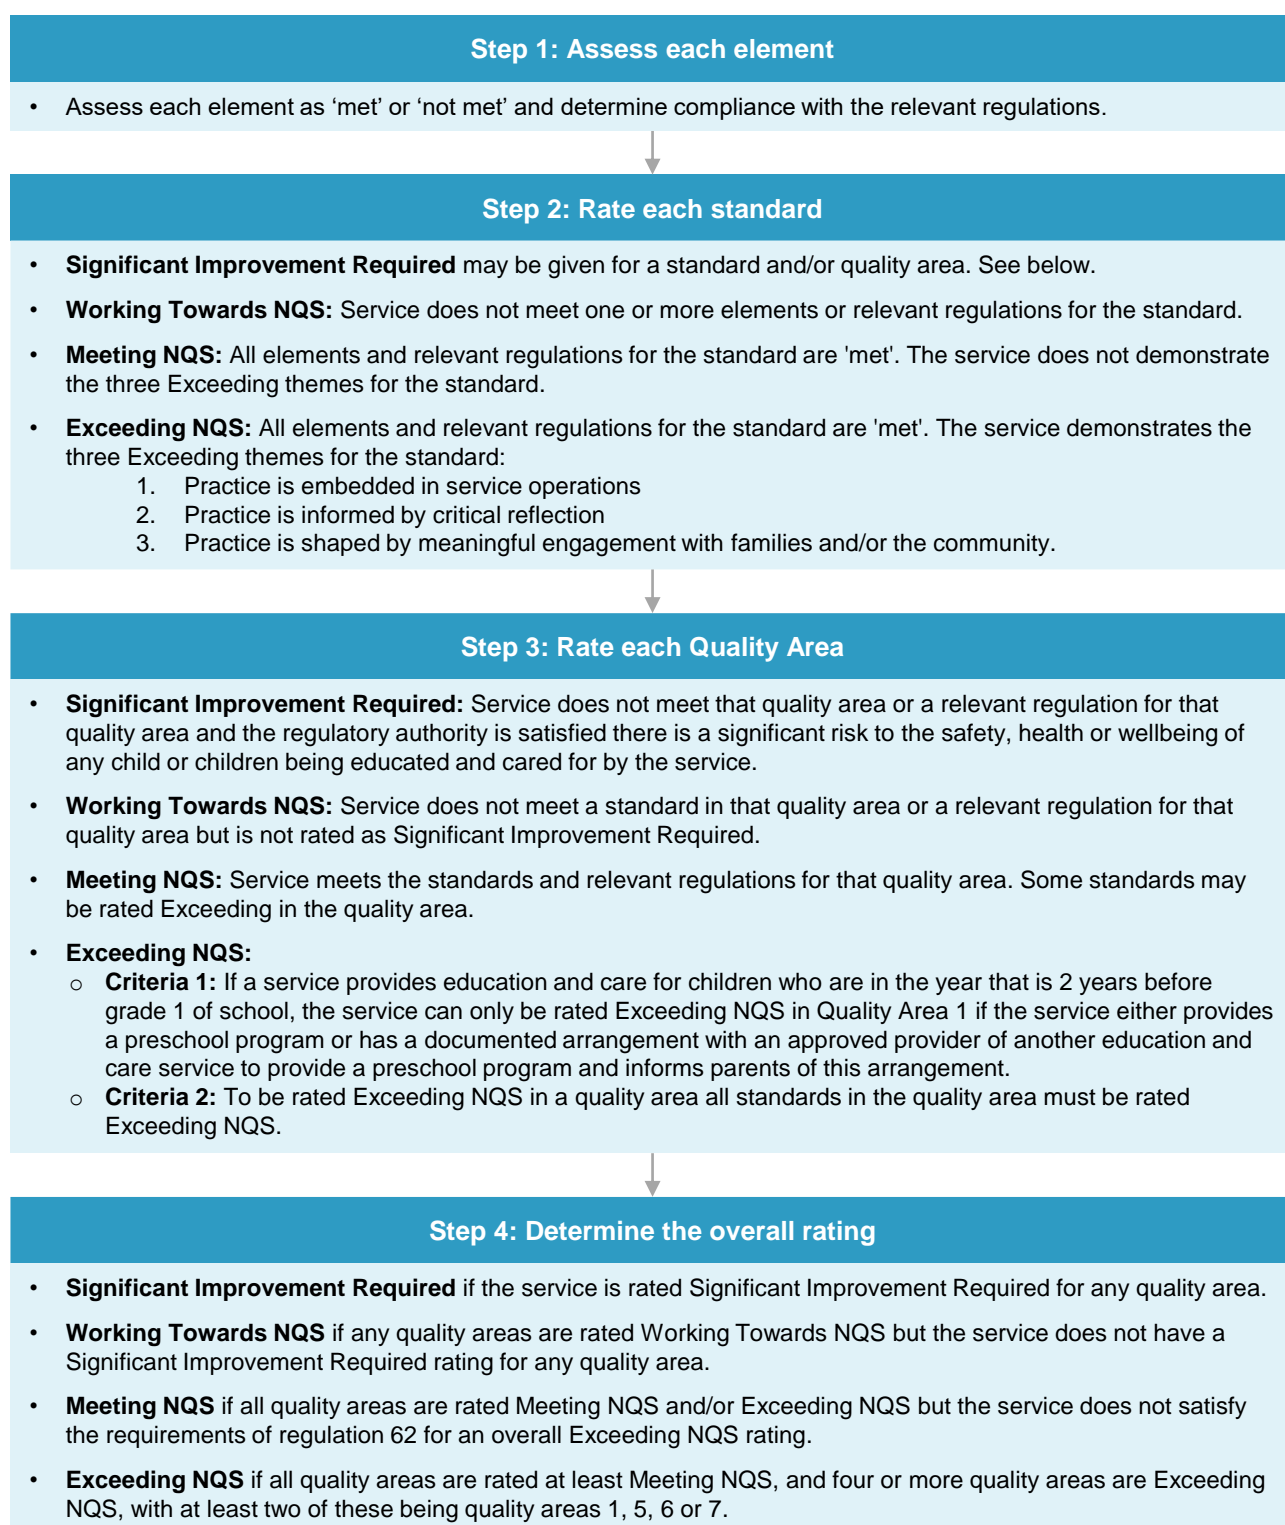 Step 1: Assess each element
• Assess each element as ‘met’ or ‘not met’ and determine compliance with the relevant regulations.
Step 2: Rate each standard
• Significant Improvement Required may be given for a standard and/or quality area. See below.
• Working Towards NQS: Service does not meet one or more elements or relevant regulations for the standard.
• Meeting NQS: All elements and relevant regulations for the standard are 'met'. The service does not demonstrate
the three Exceeding themes for the standard.
• Exceeding NQS: All elements and relevant regulations for the standard are 'met'. The service demonstrates the
three Exceeding themes for the standard:
1. Practice is embedded in service operations
2. Practice is informed by critical reflection
3. Practice is shaped by meaningful engagement with families and/or the community.
Step 3: Rate each Quality Area
• Significant Improvement Required: Service does not meet that quality area or a relevant regulation for that
quality area and the regulatory authority is satisfied there is a significant risk to the safety, health or wellbeing of
any child or children being educated and cared for by the service.
• Working Towards NQS: Service does not meet a standard in that quality area or a relevant regulation for that
quality area but is not rated as Significant Improvement Required.
• Meeting NQS: Service meets the standards and relevant regulations for that quality area. Some standards may
be rated Exceeding in the quality area.
• Exceeding NQS:
o Criteria 1: If a service provides education and care for children who are in the year that is 2 years before
grade 1 of school, the service can only be rated Exceeding NQS in Quality Area 1 if the service either provides
a preschool program or has a documented arrangement with an approved provider of another education and
care service to provide a preschool program and informs parents of this arrangement.
o Criteria 2: To be rated Exceeding NQS in a quality area all standards in the quality area must be rated
Exceeding NQS.
Step 4: Determine the overall rating
• Significant Improvement Required if the service is rated Significant Improvement Required for any quality area.
• Working Towards NQS if any quality areas are rated Working Towards NQS but the service does not have a
Significant Improvement Required rating for any quality area.
• Meeting NQS if all quality areas are rated Meeting NQS and/or Exceeding NQS but the service does not satisfy
the requirements of regulation 62 for an overall Exceeding NQS rating.
• Exceeding NQS if all quality areas are rated at least Meeting NQS, and four or more quality areas are Exceeding
NQS, with at least two of these being quality areas 1, 5, 6 or 7.